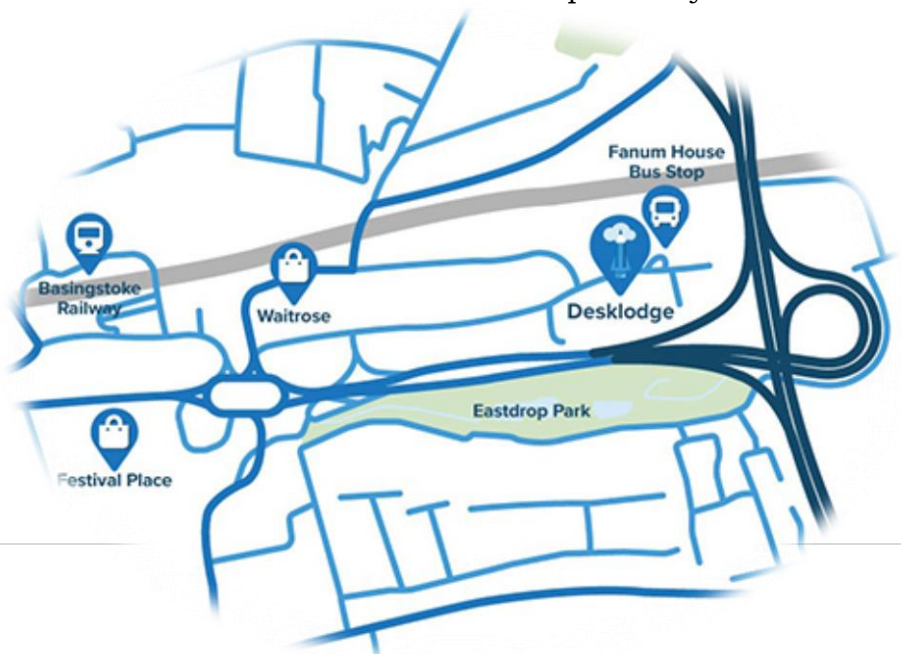 Fanum House
Bus Stop
Basingstoke
Railway
Waitrose
Desklodge
Eastdrop Park
Festival Place